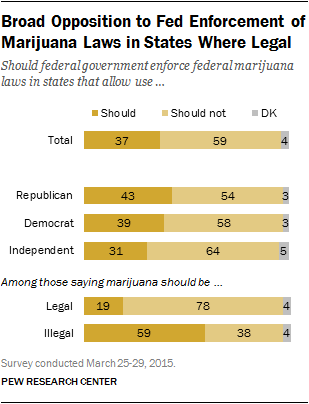 Broad Opposition to Fed Enforcement of
Marijuana Laws in States Where Legal
Should federal government enforce federal marijuana
laws in states that allow use ...
Should Should not DK
Total 37 59 4
Republican 43 54 3
Democrat 39 58 3
Independent 31 64 5
Among those saying marijuana should be ...
Legal 19 78 4
Illegal 59 38 4
Survey conducted March 25-29, 2015.
PEW RESEARCH CENTER